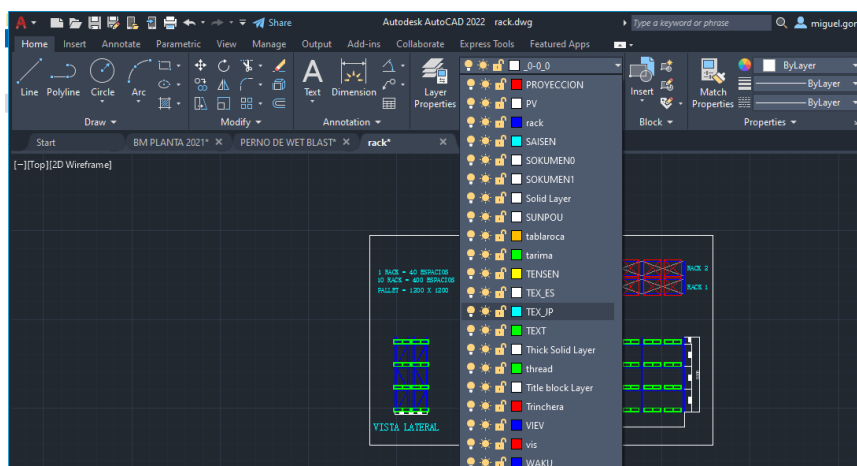 Share
Autodesk AutoCAD 2022 rack.dwg
Type a keyword or phrase
miguel.gon
Home Insert Annotate Parametric View Manage Output Add-ins Collaborate Express Tools Featured Apps
_0-0_0
ByLayer
Line Polyline Circle Arc
Text Dimension
Layer
Properties
Insert
Match
Properties
ByLayer
ByLayer
Draw Modify Annotation Block Properties
Start BM PLANTA 2021* PERNO DE WET BLAST* rack*
[−][Top][2D Wireframe]
PROYECCION
PV
rack
SAISEN
SOKUMEN0
SOKUMEN1
Solid Layer
SUNPOU
tablaroca
tarima
TENSEN
TEX_ES
TEX_JP
TEXT
Thick Solid Layer
thread
Title block Layer
Trinchera
VIEV
vis
WAKU
1 RACK = 40 ESPACIOS
10 RACK = 400 ESPACIOS
PALLET = 1200 X 1200
RACK 2
RACK 1
VISTA LATERAL